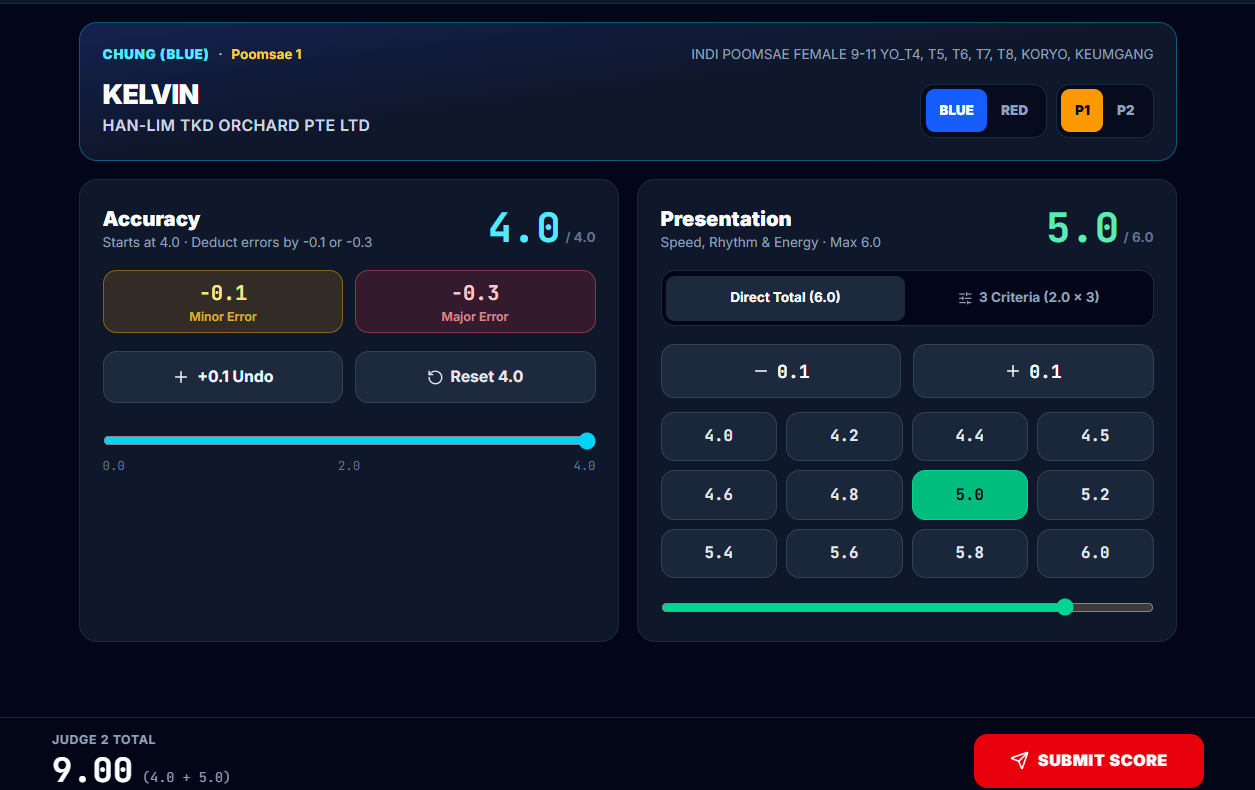 CHUNG (BLUE) · Poomsae 1
INDI POOMSAE FEMALE 9-11 YO_T4, T5, T6, T7, T8, KORYO, KEUMGANG
KELVIN
HAN-LIM TKD ORCHARD PTE LTD
BLUE RED P1 P2
Accuracy
Starts at 4.0 · Deduct errors by -0.1 or -0.3
4.0 / 4.0
-0.1
Minor Error
-0.3
Major Error
+ +0.1 Undo
Reset 4.0
0.0 2.0 4.0
Presentation
Speed, Rhythm & Energy · Max 6.0
5.0 / 6.0
Direct Total (6.0)
3 Criteria (2.0 × 3)
− 0.1
+ 0.1
4.0 4.2 4.4 4.5
4.6 4.8 5.0 5.2
5.4 5.6 5.8 6.0
JUDGE 2 TOTAL
9.00 (4.0 + 5.0)
SUBMIT SCORE